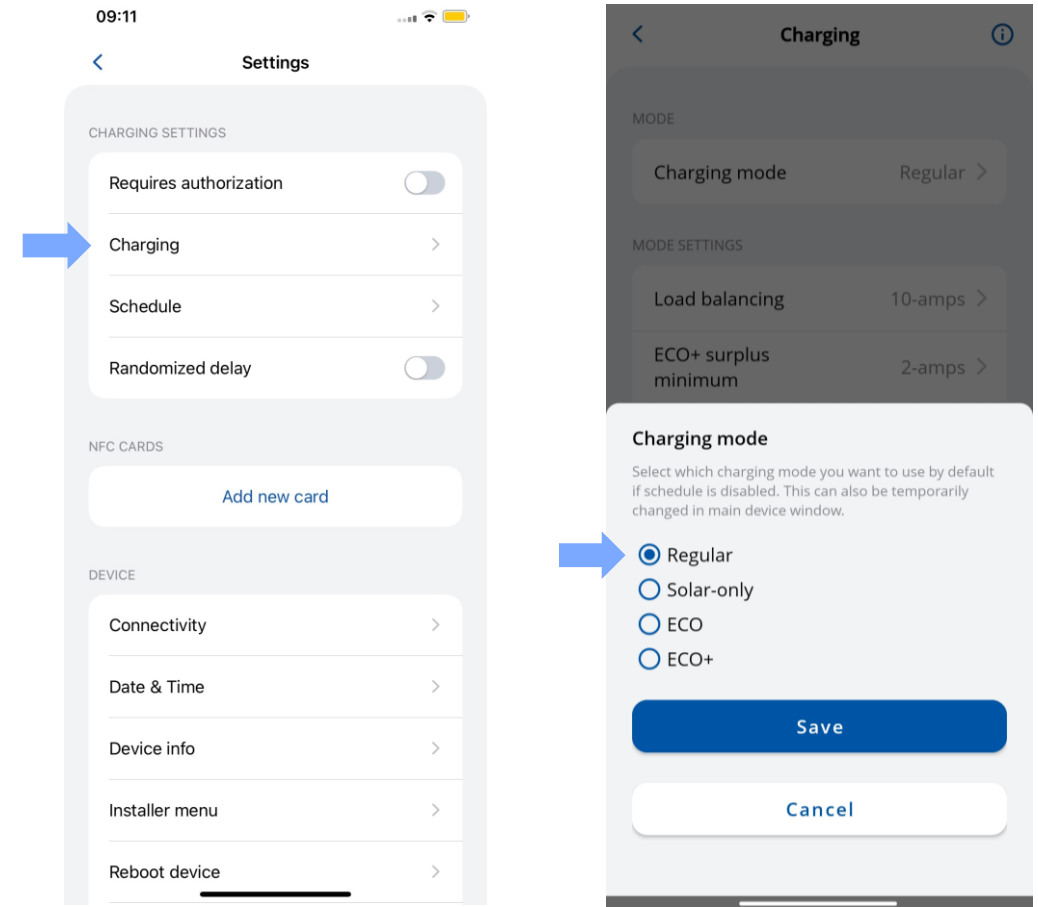 09:11
Settings
CHARGING SETTINGS
Requires authorization
Charging
Schedule
Randomized delay
NFC CARDS
Add new card
DEVICE
Connectivity
Date & Time
Device info
Installer menu
Reboot device
Charging
MODE
Charging mode Regular
MODE SETTINGS
Load balancing 10-amps
ECO+ surplus
minimum 2-amps
Charging mode
Select which charging mode you want to use by default
if schedule is disabled. This can also be temporarily
changed in main device window.
Regular
Solar-only
ECO
ECO+
Save
Cancel